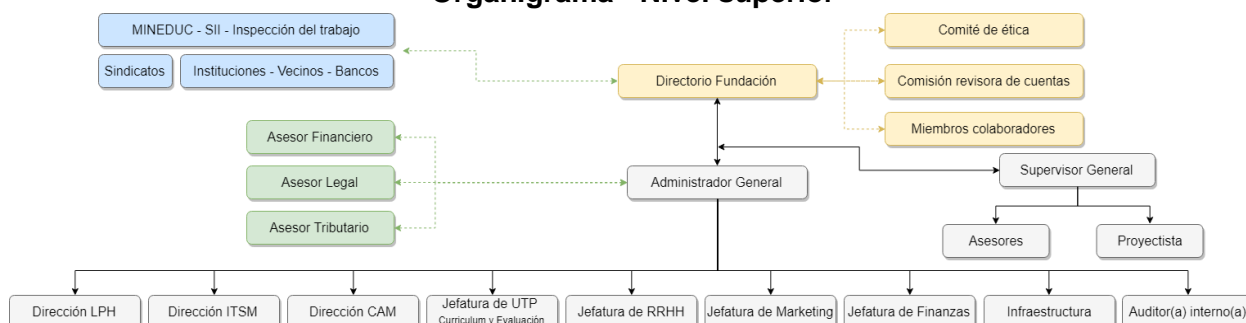 Organigrama - Nivel superior
MINEDUC - SII - Inspección del trabajo
Sindicatos
Instituciones - Vecinos - Bancos
Directorio Fundación
Comité de ética
Comisión revisora de cuentas
Miembros colaboradores
Asesor Financiero
Asesor Legal
Asesor Tributario
Administrador General
Supervisor General
Asesores
Proyectista
Dirección LPH
Dirección ITSM
Dirección CAM
Jefatura de UTP
Curriculum y Evaluación
Jefatura de RRHH
Jefatura de Marketing
Jefatura de Finanzas
Infraestructura
Auditor(a) interno(a)